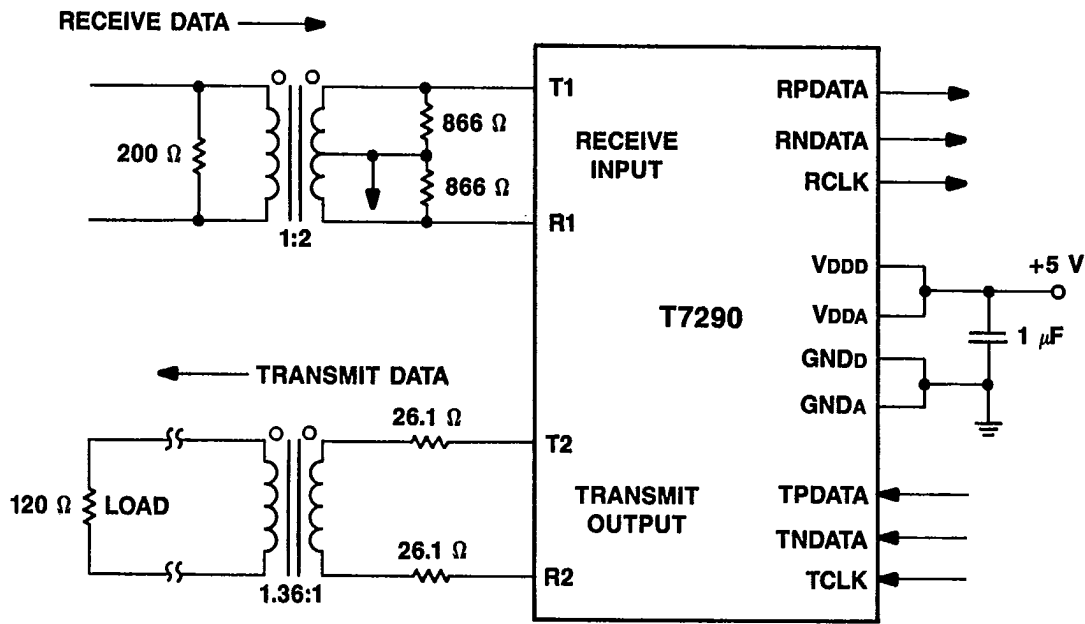 RECEIVE DATA
200 Ω
1:2
866 Ω
866 Ω
T1
RECEIVE
INPUT
R1
RPDATA
RNDATA
RCLK
VDDD
VDDA
GNDD
GNDA
+5 V
1 μF
T7290
TRANSMIT DATA
120 Ω
LOAD
1.36:1
26.1 Ω
26.1 Ω
T2
TRANSMIT
OUTPUT
R2
TPDATA
TNDATA
TCLK